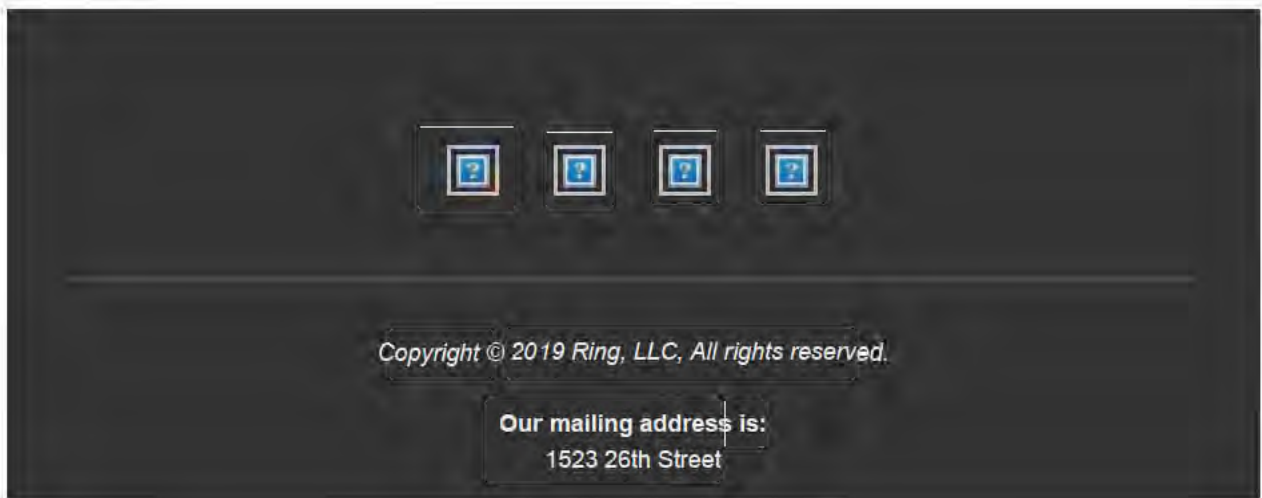 Copyright © 2019 Ring, LLC, All rights reserved.
Our mailing address is:
1523 26th Street